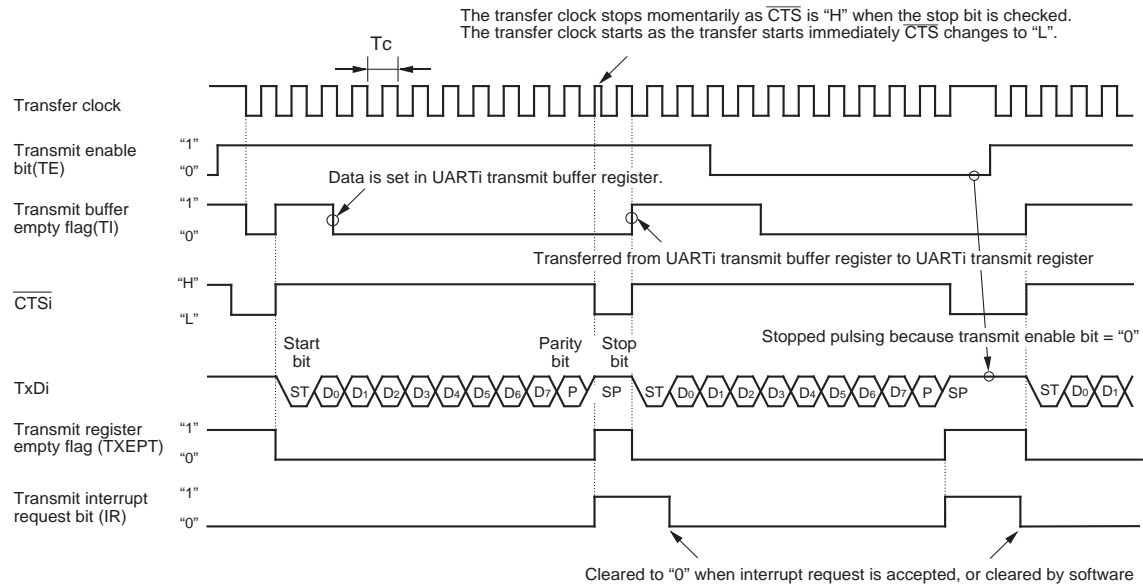 The transfer clock stops momentarily as CTS is “H” when the stop bit is checked.
The transfer clock starts as the transfer starts immediately CTS changes to “L”.
Tc
Transfer clock
Transmit enable
bit(TE)
“1”
“0”
Data is set in UARTi transmit buffer register.
Transmit buffer
empty flag(TI)
“1”
“0”
Transferred from UARTi transmit buffer register to UARTi transmit register
CTSi
“H”
“L”
Stopped pulsing because transmit enable bit = “0”
Start
bit
Parity
bit
Stop
bit
TxDi
ST D0 D1 D2 D3 D4 D5 D6 D7 P SP ST D0 D1 D2 D3 D4 D5 D6 D7 P SP ST D0 D1
Transmit register
empty flag (TXEPT)
“1”
“0”
Transmit interrupt
request bit (IR)
“1”
“0”
Cleared to “0” when interrupt request is accepted, or cleared by software